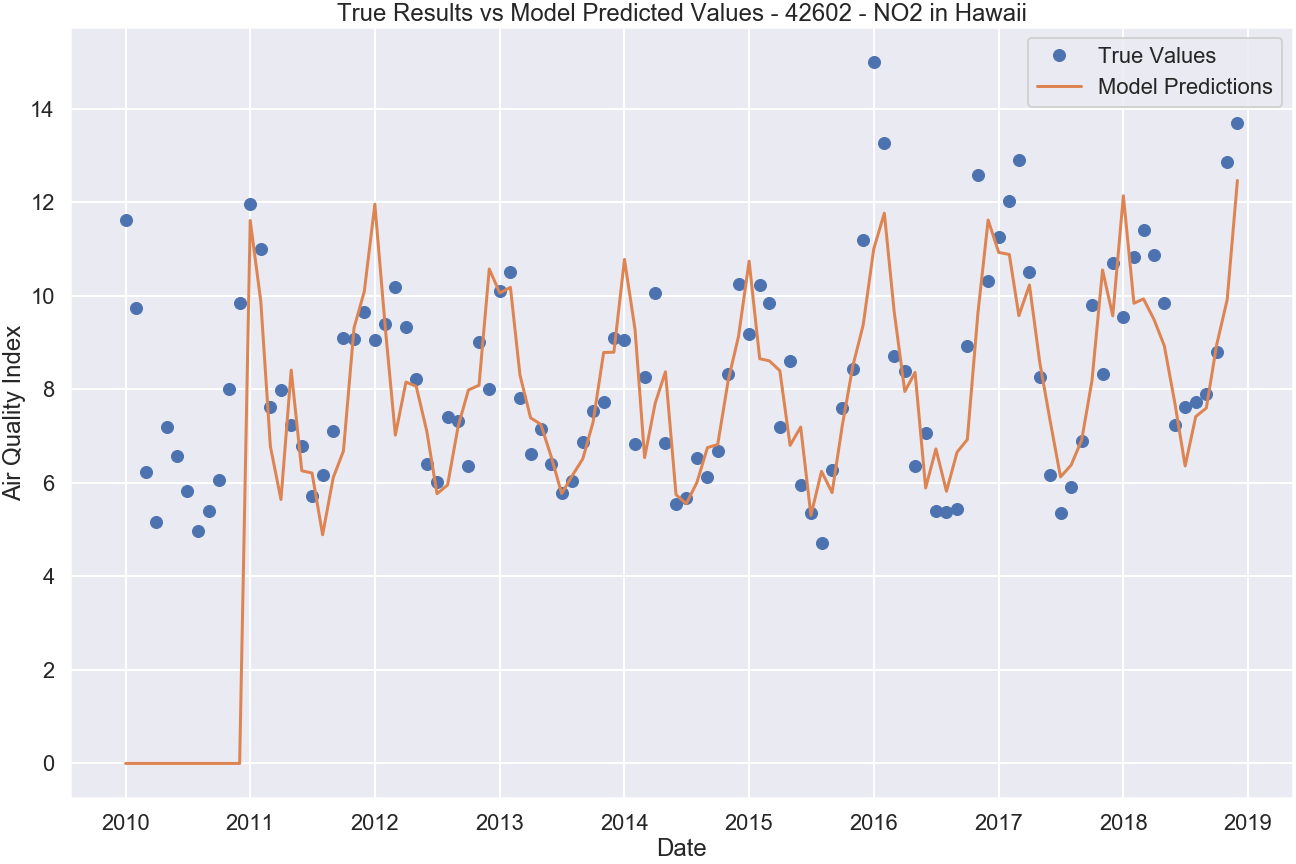 True Results vs Model Predicted Values - 42602 - NO2 in Hawaii
True Values
Model Predictions
Air Quality Index
14
12
10
8
6
4
2
0
2010 2011 2012 2013 2014 2015 2016 2017 2018 2019
Date